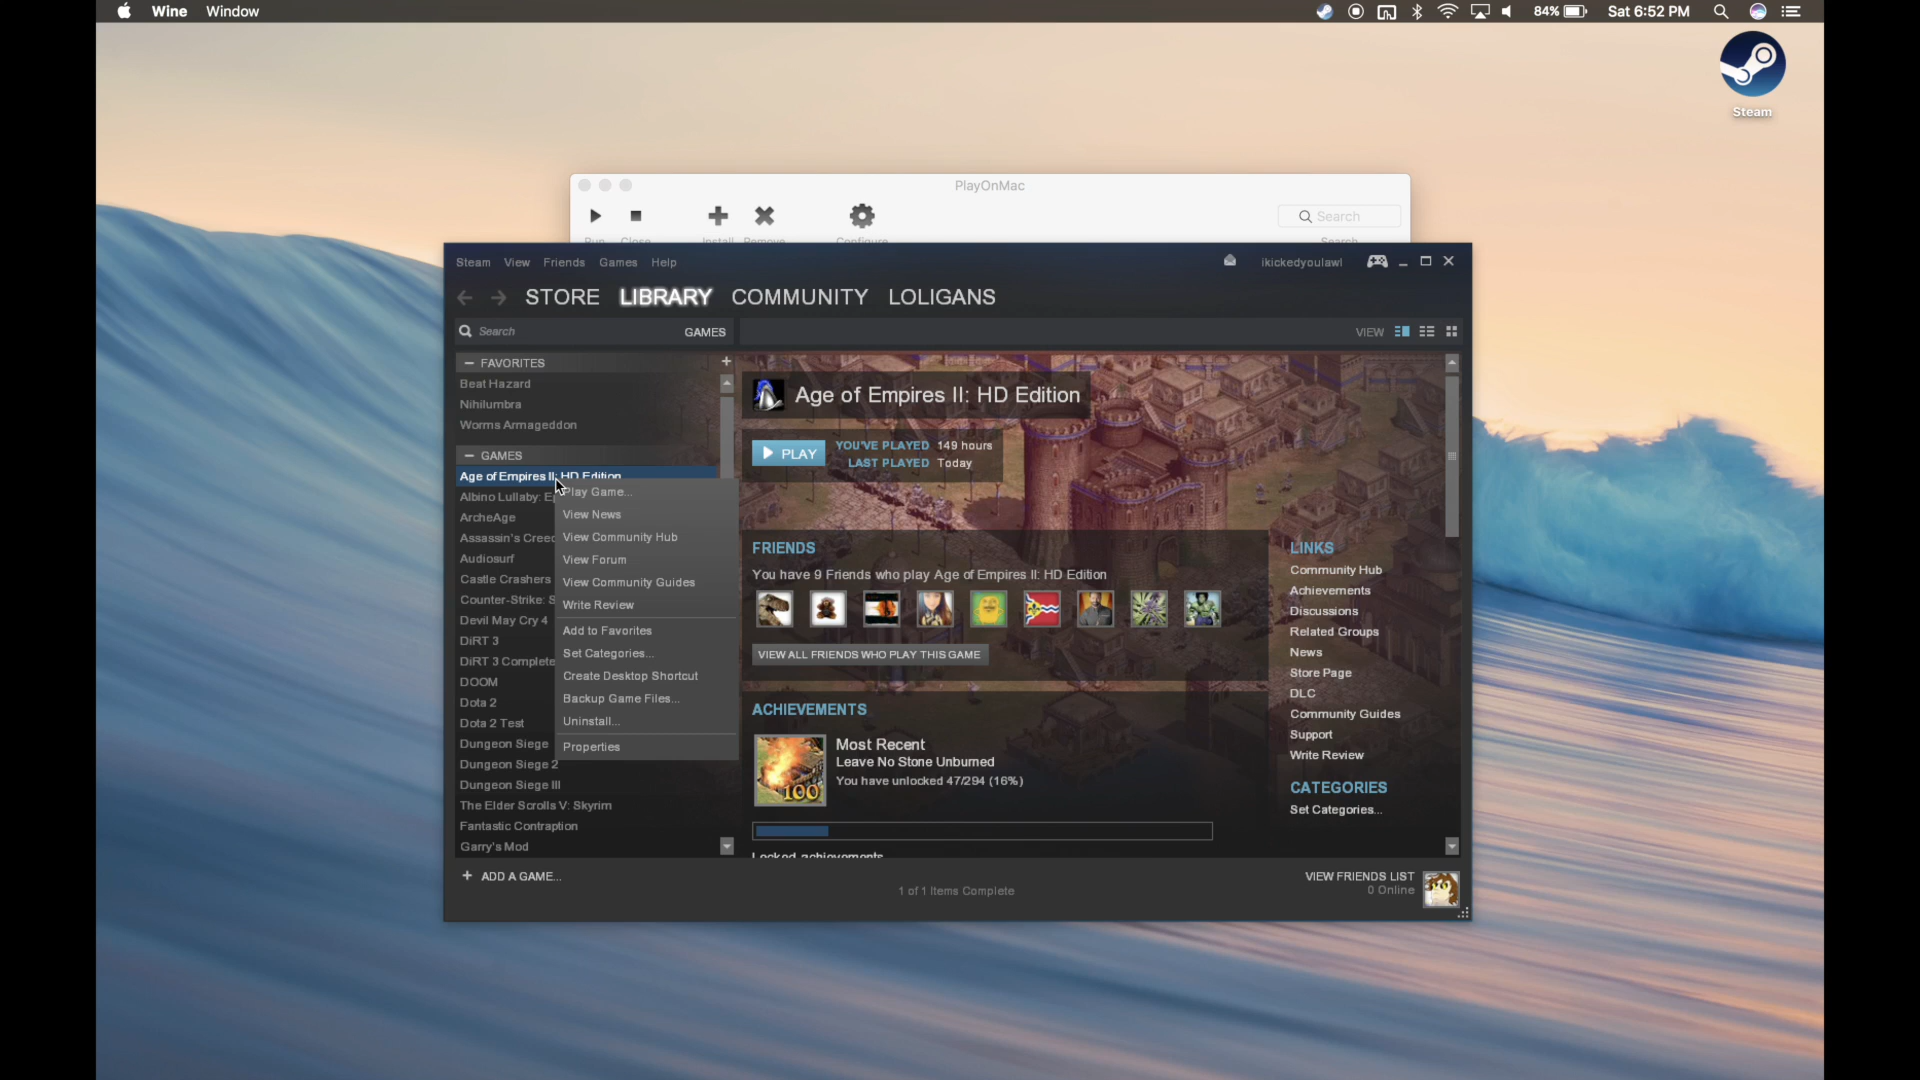 Wine Window
84% Sat 6:52 PM
Steam
PlayOnMac
Search
Run Close Install Remove Configure Search
Steam View Friends Games Help
ikickedyoulawl
STORE LIBRARY COMMUNITY LOLIGANS
Search GAMES
VIEW
FAVORITES
Beat Hazard
Nihilumbra
Worms Armageddon
GAMES
Age of Empires II: HD Edition
Albino Lullaby: E
ArcheAge
Assassin's Creed
Audiosurf
Castle Crashers
Counter-Strike: S
Devil May Cry 4
DiRT 3
DiRT 3 Complete
DOOM
Dota 2
Dota 2 Test
Dungeon Siege
Dungeon Siege 2
Dungeon Siege III
The Elder Scrolls V: Skyrim
Fantastic Contraption
Garry's Mod
Play Game...
View News
View Community Hub
View Forum
View Community Guides
Write Review
Add to Favorites
Set Categories...
Create Desktop Shortcut
Backup Game Files...
Uninstall...
Properties
Age of Empires II: HD Edition
PLAY
YOU'VE PLAYED 149 hours
LAST PLAYED Today
FRIENDS
You have 9 Friends who play Age of Empires II: HD Edition
VIEW ALL FRIENDS WHO PLAY THIS GAME
ACHIEVEMENTS
100
Most Recent
Leave No Stone Unburned
You have unlocked 47/294 (16%)
Locked achievements
LINKS
Community Hub
Achievements
Discussions
Related Groups
News
Store Page
DLC
Community Guides
Support
Write Review
CATEGORIES
Set Categories...
ADD A GAME...
1 of 1 Items Complete
VIEW FRIENDS LIST
0 Online